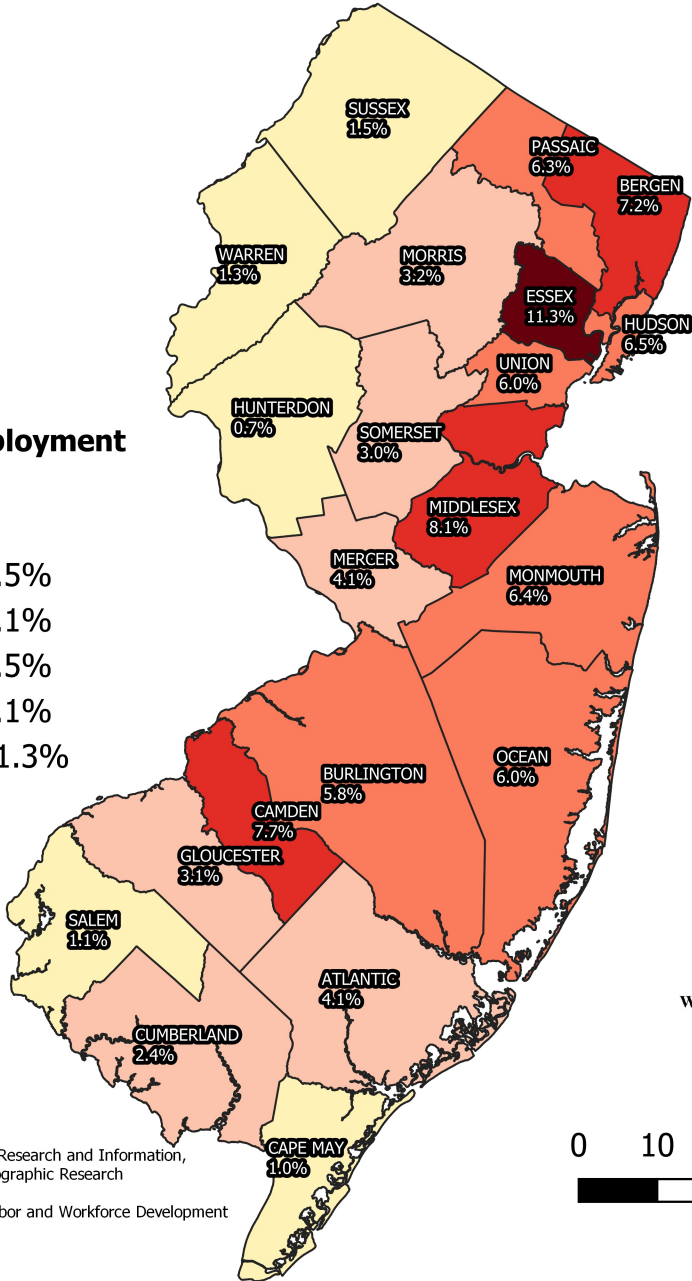 SUSSEX
1.5%
PASSAIC
6.3%
BERGEN
7.2%
WARREN
1.3%
MORRIS
3.2%
ESSEX
11.3%
HUDSON
6.5%
UNION
6.0%
HUNTERDON
0.7%
SOMERSET
3.0%
ployment
MIDDLESEX
8.1%
MERCER
4.1%
MONMOUTH
6.4%
.5%
.1%
.5%
.1%
1.3%
OCEAN
6.0%
BURLINGTON
5.8%
CAMDEN
7.7%
GLOUCESTER
3.1%
SALEM
1.1%
ATLANTIC
4.1%
W
CUMBERLAND
2.4%
CAPE MAY
1.0%
Research and Information,
ographic Research
bor and Workforce Development
0 10